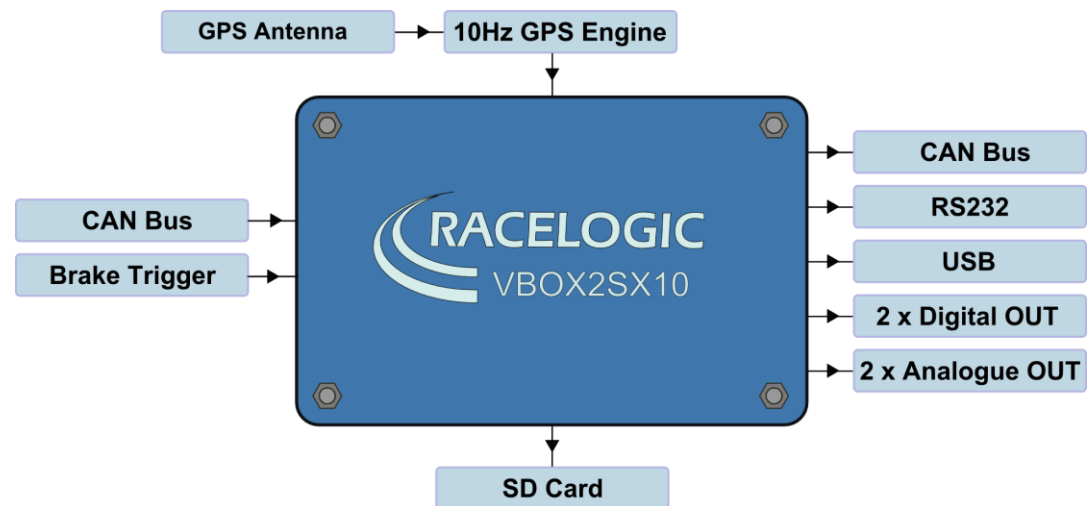 GPS Antenna
10Hz GPS Engine
CAN Bus
Brake Trigger
RACELOGIC
VBOX2SX10
CAN Bus
RS232
USB
2 x Digital OUT
2 x Analogue OUT
SD Card